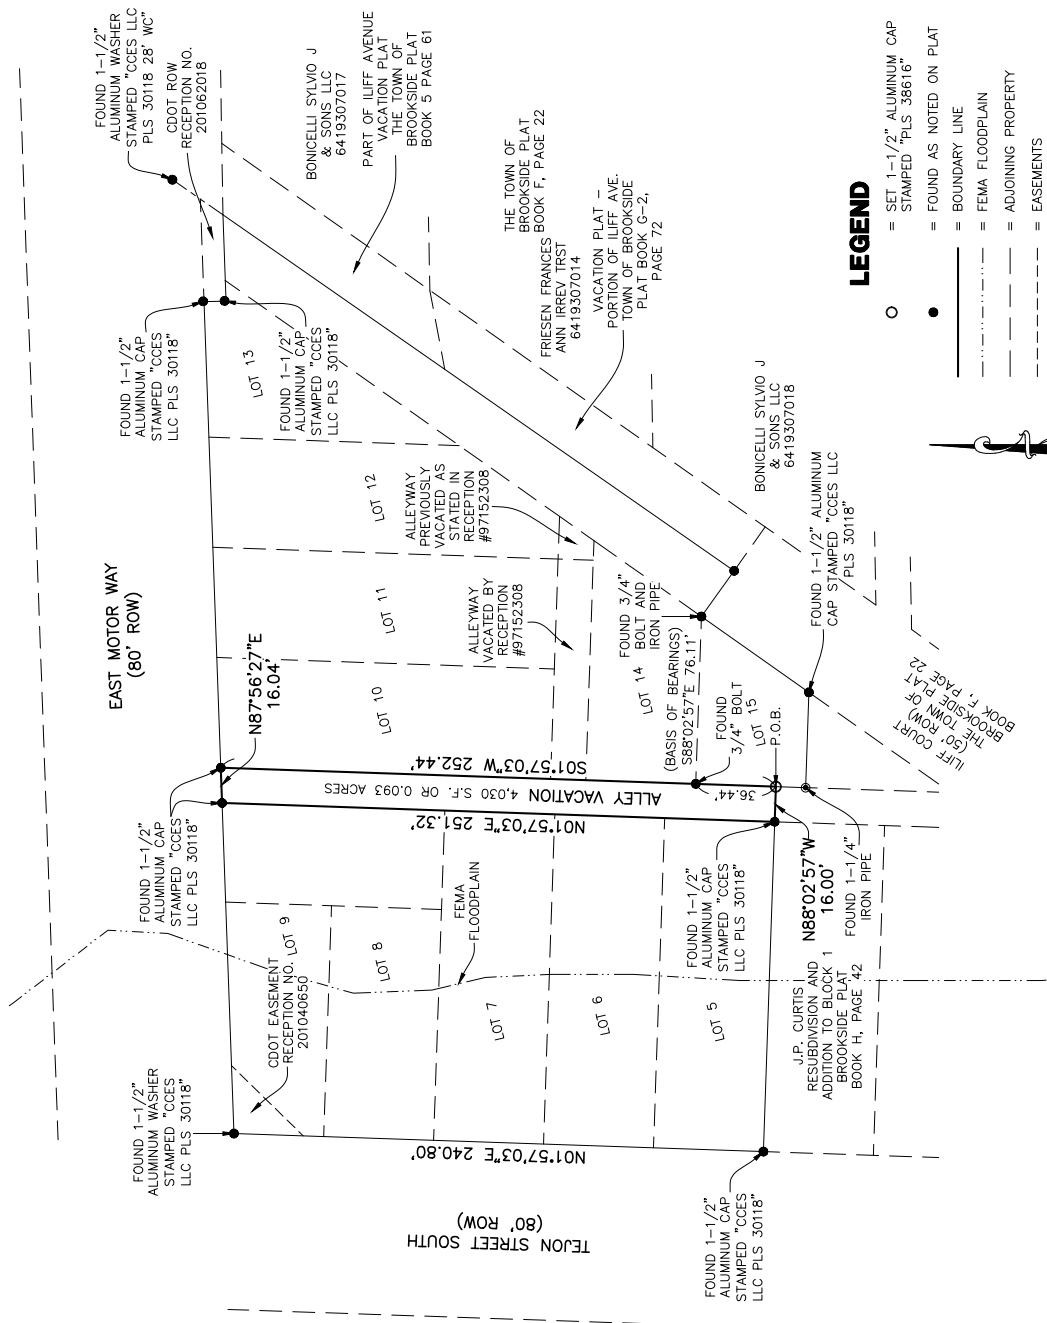 FOUND 1-1/2"
ALUMINUM WASHER
STAMPED "CCES LLC
PLS 30118 28' WC"
CDOT ROW
RECEPTION NO.
201062018
BONICELLI SYLVIO J
& SONS LLC
6419307017
PART OF ILIFF AVENUE
VACATION PLAT
THE TOWN OF
BROOKSIDE PLAT
BOOK 5 PAGE 61
THE TOWN OF
BROOKSIDE PLAT
BOOK F, PAGE 22
FRIESEN FRANCES
ANN IRREV TRST
6419307014
VACATION PLAT –
PORTION OF ILIFF AVE.
TOWN OF BROOKSIDE
PLAT BOOK G-2,
PAGE 72
BONICELLI SYLVIO J
& SONS LLC
6419307018
LEGEND
= SET 1-1/2" ALUMINUM CAP
STAMPED "PLS 38616"
= FOUND AS NOTED ON PLAT
= BOUNDARY LINE
= FEMA FLOODPLAIN
= ADJOINING PROPERTY
= EASEMENTS
FOUND 1-1/2"
ALUMINUM CAP
STAMPED "CCES
LLC PLS 30118"
FOUND 1-1/2"
ALUMINUM CAP
STAMPED "CCES
LLC PLS 30118"
LOT 13
LOT 12
LOT 11
LOT 10
ALLEYWAY
PREVIOUSLY
VACATED AS
STATED IN
RECEPTION
#97152308
ALLEYWAY
VACATED BY
RECEPTION
#97152308
EAST MOTOR WAY
(80' ROW)
N87°56'27"E
16.04'
FOUND 3/4"
BOLT AND
IRON PIPE
LOT 14
(BASIS OF BEARINGS)
S88°02'57"E 76.11'
FOUND
3/4" BOLT
LOT 15
P.O.B.
36.44'
FOUND 1-1/2" ALUMINUM
CAP STAMPED "CCES LLC
PLS 30118"
ILIFF COURT
(50' ROW)
THE TOWN OF
BROOKSIDE PLAT
BOOK F, PAGE 22
S01°57'03"W 252.44'
ALLEY VACATION 4,030 S.F. OR 0.093 ACRES
N01°57'03"E 251.32'
FOUND 1-1/2"
ALUMINUM CAP
STAMPED "CCES
LLC PLS 30118"
N88°02'57"W
16.00'
FOUND 1-1/4"
IRON PIPE
FOUND 1-1/2"
ALUMINUM CAP
STAMPED "CCES
LLC PLS 30118"
FEMA
FLOODPLAIN
LOT 9
LOT 8
LOT 7
LOT 6
LOT 5
CDOT EASEMENT
RECEPTION NO.
201040650
J.P. CURTIS
RESUBDIVISION AND
ADDITION TO BLOCK 1
BROOKSIDE PLAT
BOOK H, PAGE 42
FOUND 1-1/2"
ALUMINUM WASHER
STAMPED "CCES
LLC PLS 30118"
N01°57'03"E 240.80'
FOUND 1-1/2"
ALUMINUM CAP
STAMPED "CCES
LLC PLS 30118"
TEJON STREET SOUTH
(80' ROW)